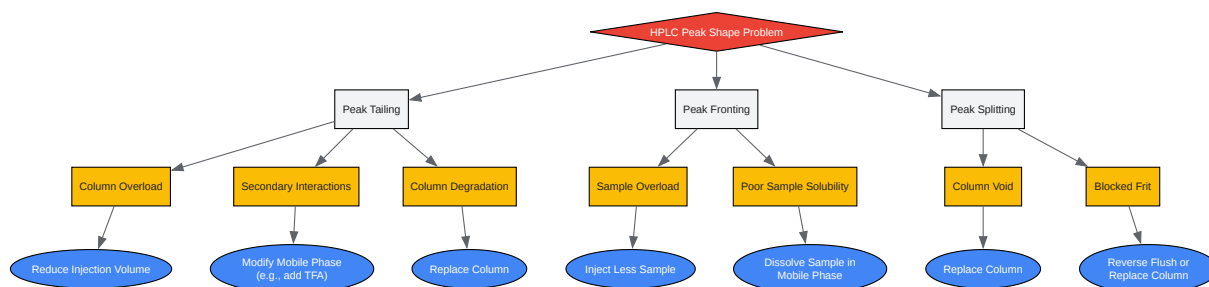 HPLC Peak Shape Problem
Peak Tailing
Peak Fronting
Peak Splitting
Column Overload
Secondary Interactions
Column Degradation
Sample Overload
Poor Sample Solubility
Column Void
Blocked Frit
Reduce Injection Volume
Modify Mobile Phase
(e.g., add TFA)
Replace Column
Inject Less Sample
Dissolve Sample in
Mobile Phase
Replace Column
Reverse Flush or
Replace Column